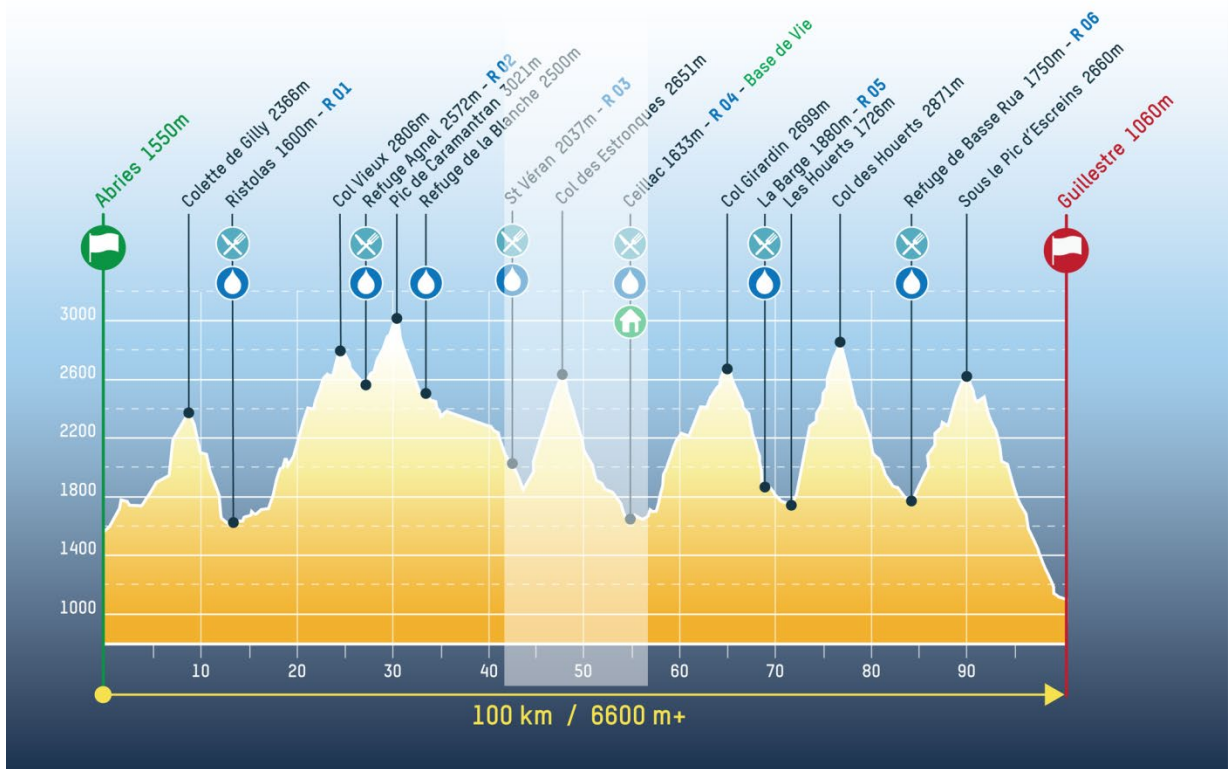 Abries 1550m
Colette de Gilly 2366m
Ristolas 1600m - R 01
Col Vieux 2806m
Refuge Agnel 2572m - R 02
Pic de Caramantran 3021m
Refuge de la Blanche 2500m
St Véran 2037m - R 03
Col des Estronques 2651m
Ceillac 1633m - R 04 - Base de Vie
Col Girardin 2699m
La Barge 1880m - R 05
Les Houerts 1726m
Col des Houerts 2871m
Refuge de Basse Rua 1750m - R 06
Sous le Pic d'Escreins 2660m
Guillestre 1060m
3000
2600
2200
1800
1400
1000
10 20 30 40 50 60 70 80 90
100 km / 6600 m+